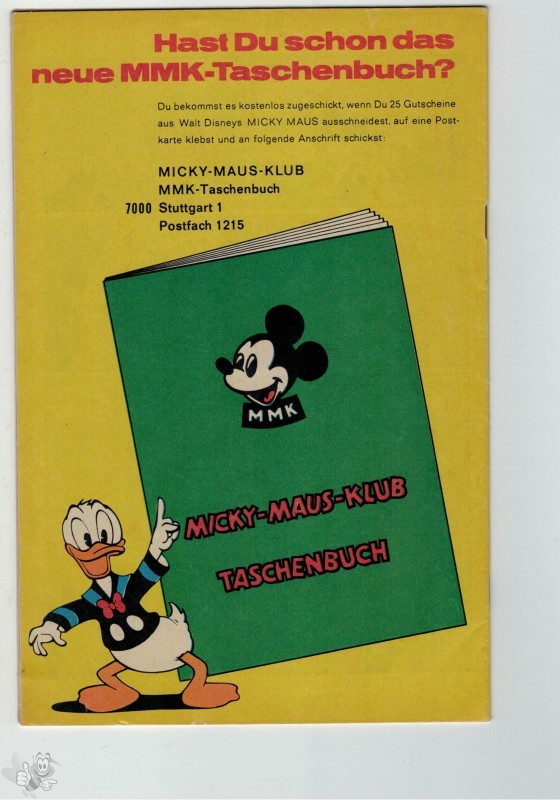 Hast Du schon das
neue MMK-Taschenbuch?
Du bekommst es kostenlos zugeschickt, wenn Du 25 Gutscheine
aus Walt Disneys MICKY MAUS ausschneidest, auf eine Post-
karte klebst und an folgende Anschrift schickst:
MICKY-MAUS-KLUB
MMK-Taschenbuch
7000 Stuttgart 1
Postfach 1215
MMK
MICKY-MAUS-KLUB
TASCHENBUCH